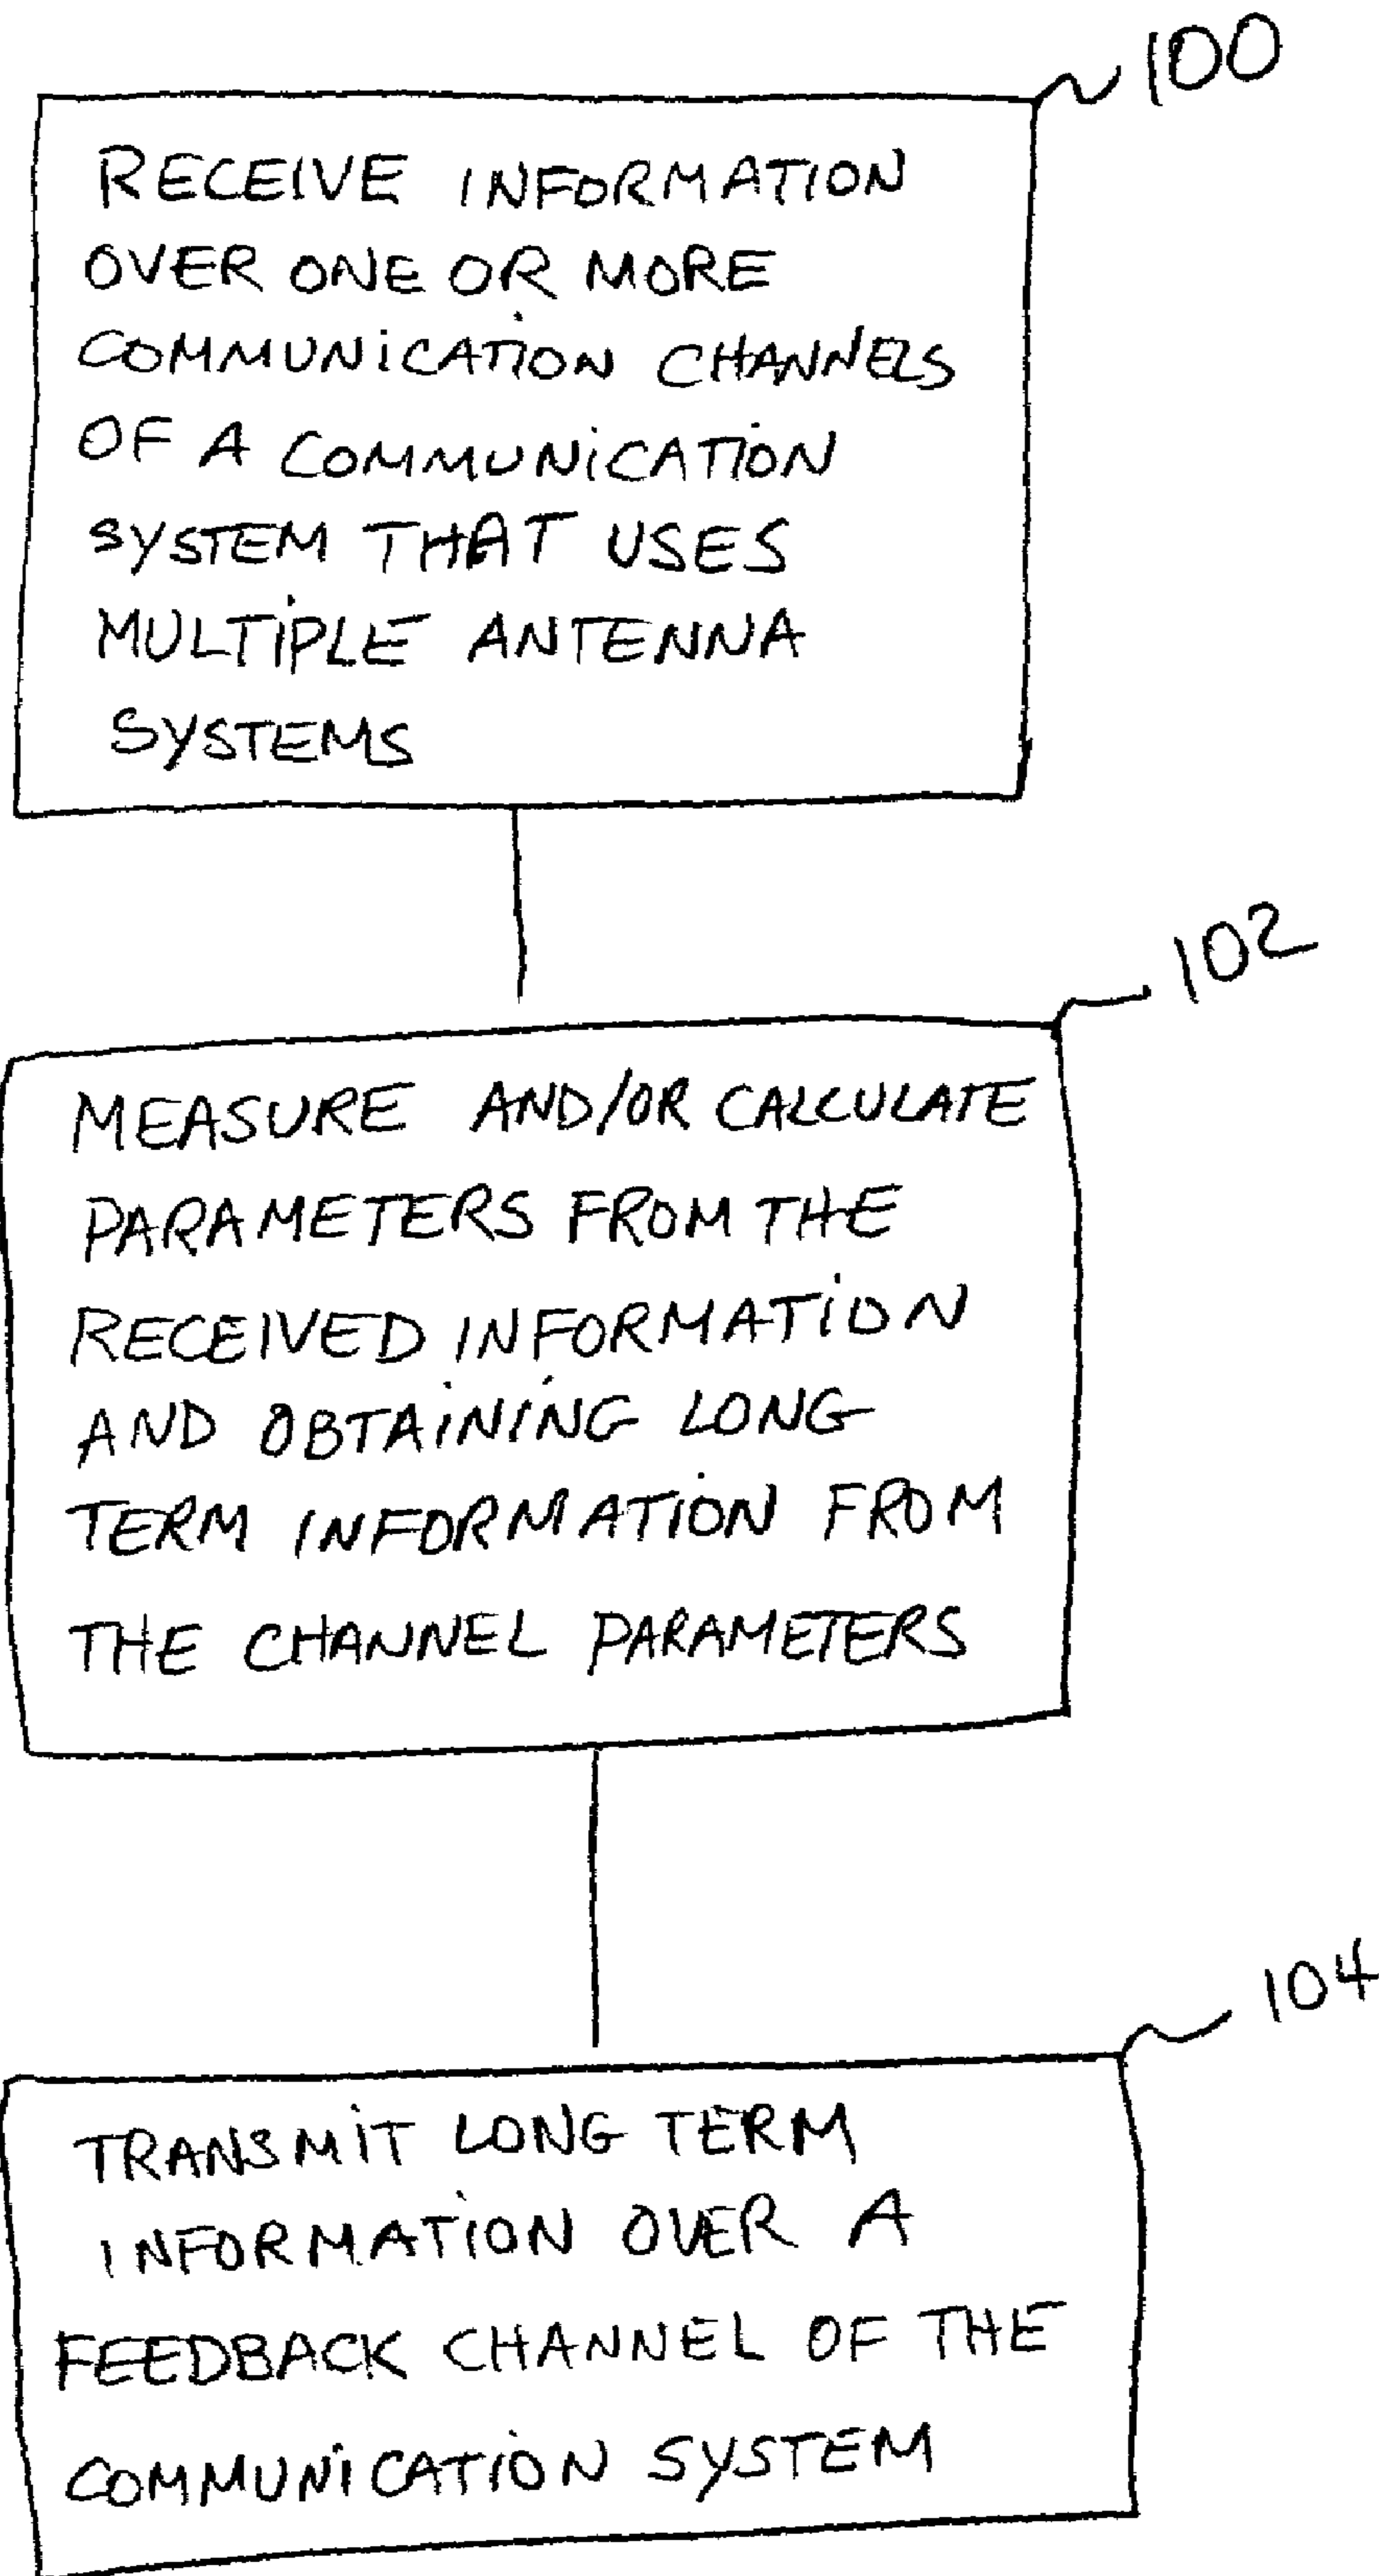 100
RECEIVE INFORMATION
OVER ONE OR MORE
COMMUNICATION CHANNELS
OF A COMMUNICATION
SYSTEM THAT USES
MULTIPLE ANTENNA
SYSTEMS
102
MEASURE AND/OR CALCULATE
PARAMETERS FROM THE
RECEIVED INFORMATION
AND OBTAINING LONG
TERM INFORMATION FROM
THE CHANNEL PARAMETERS
104
TRANSMIT LONG TERM
INFORMATION OVER A
FEEDBACK CHANNEL OF THE
COMMUNICATION SYSTEM